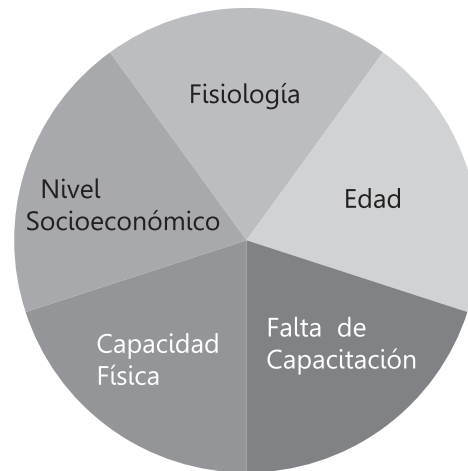 Fisiología
Edad
Falta de
Capacitación
Capacidad
Física
Nivel
Socioeconómico